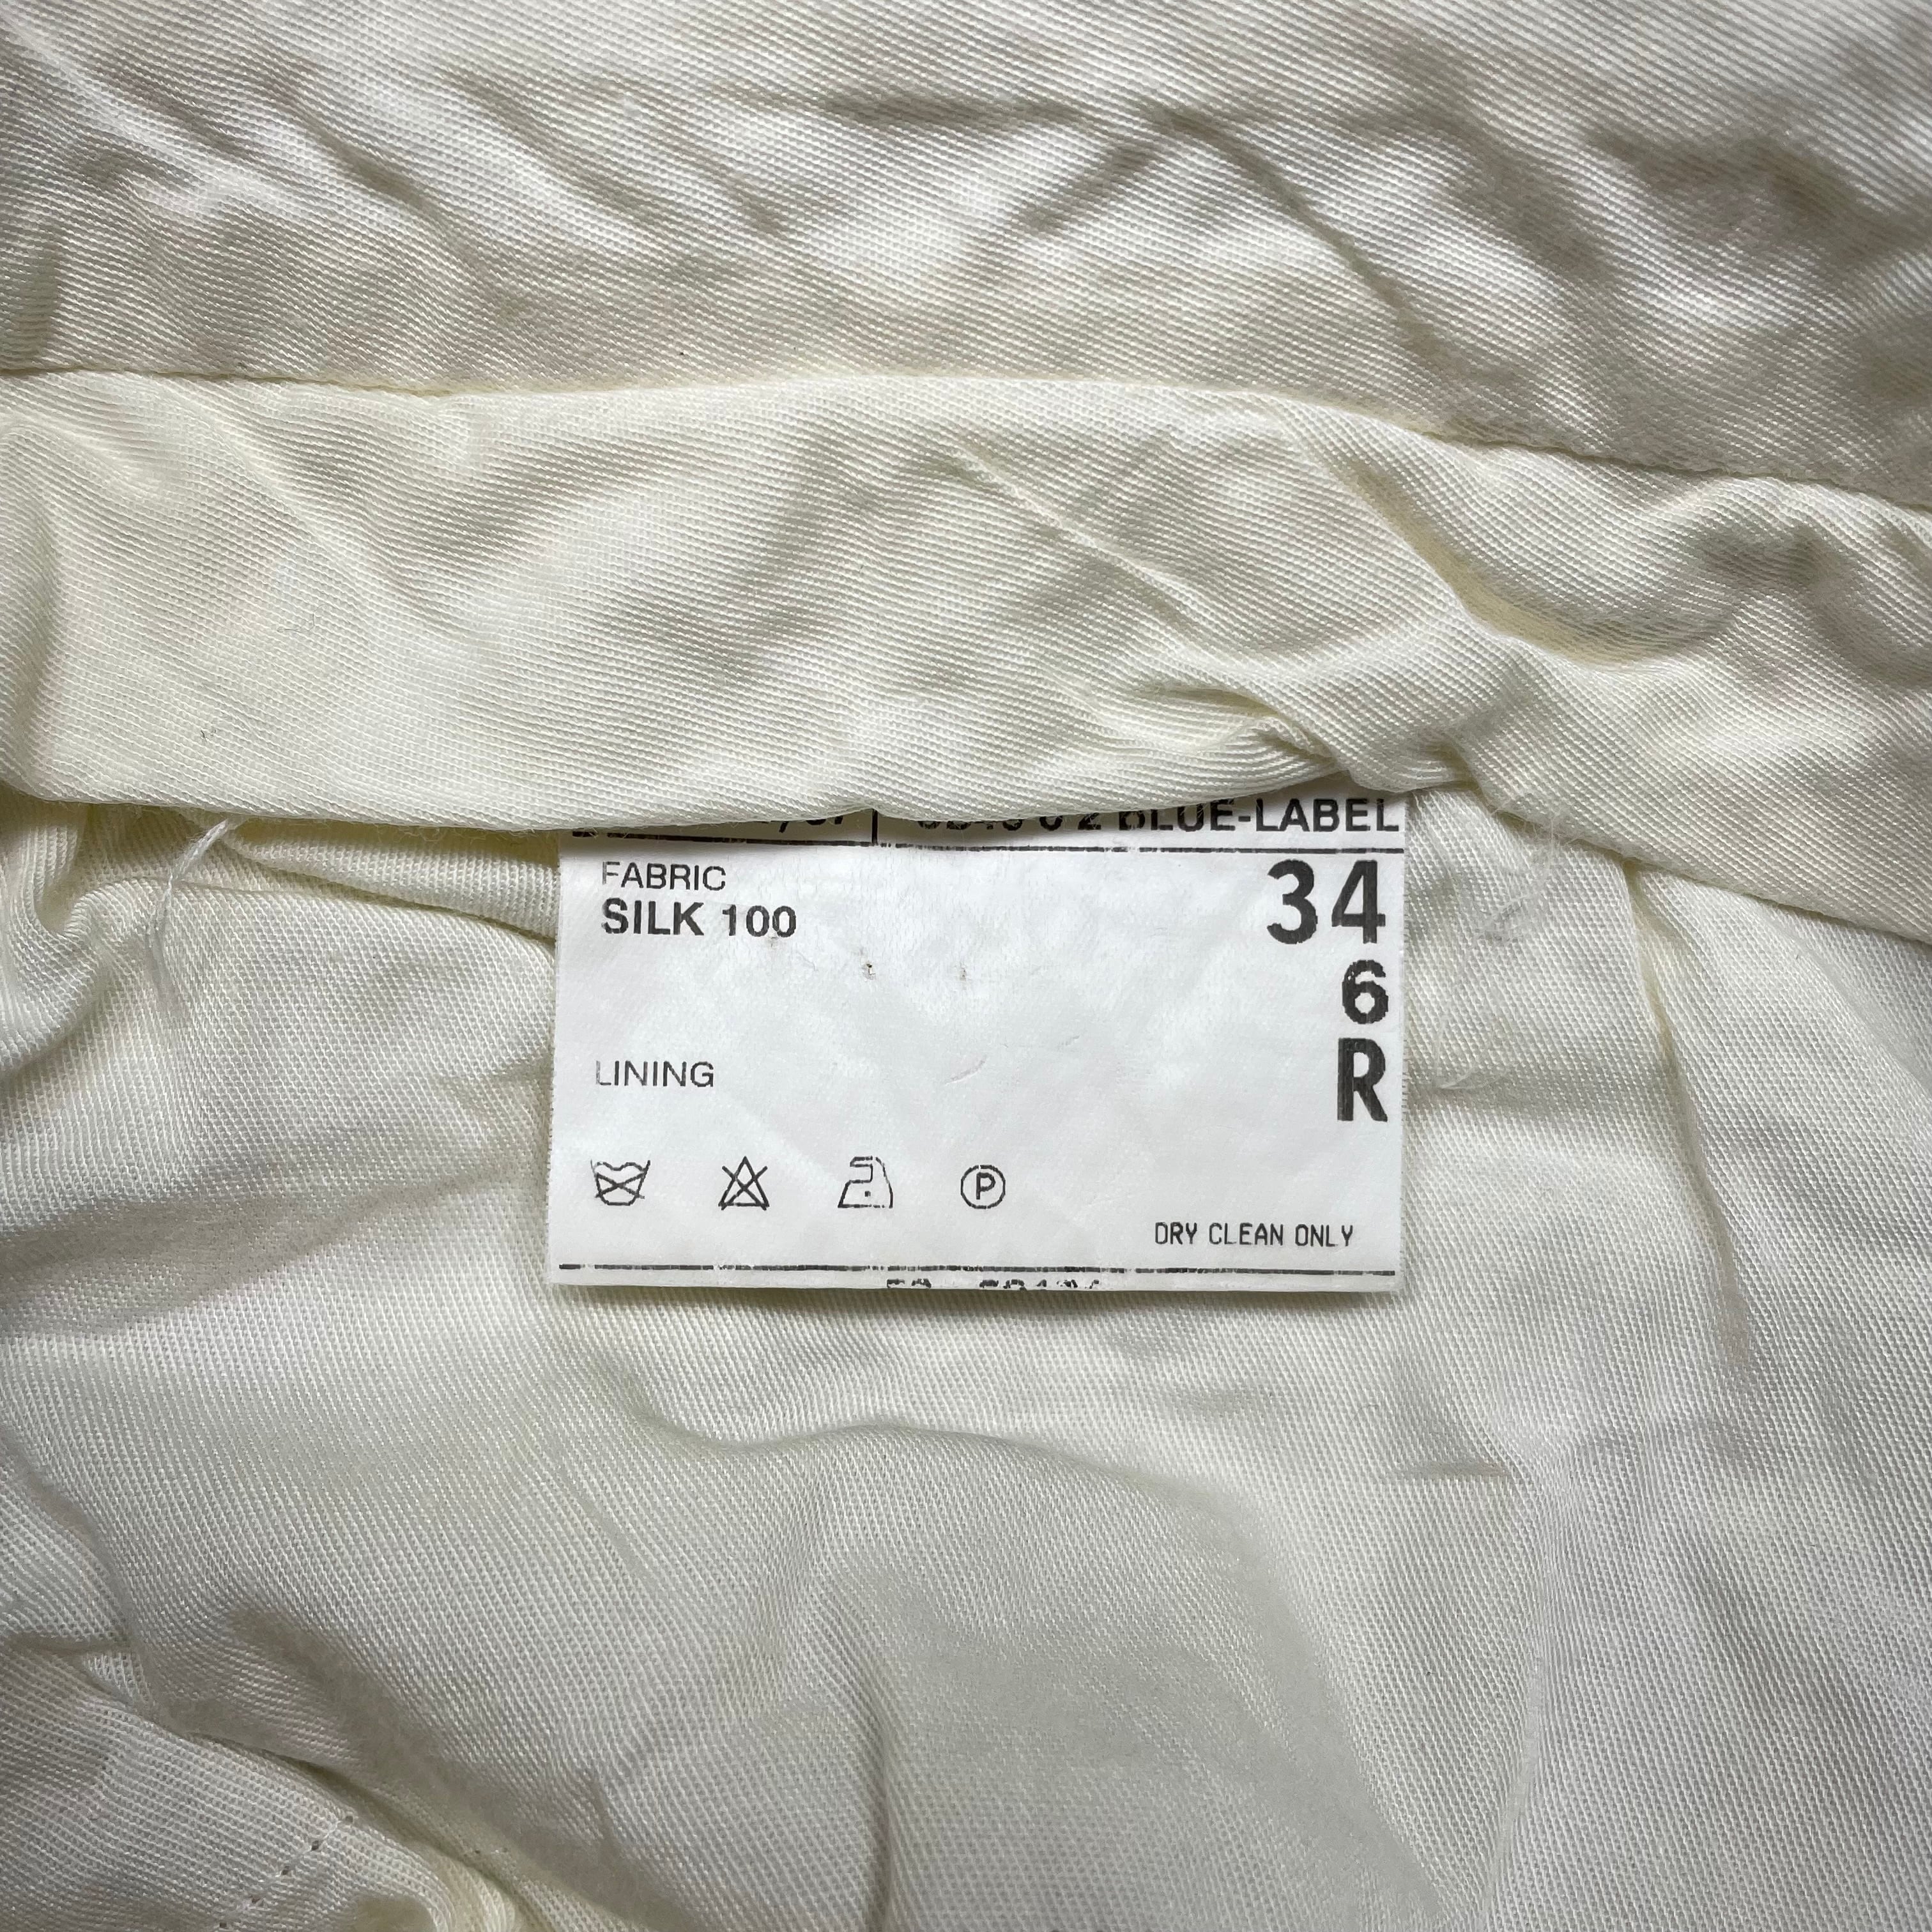 BLUE-LABEL
FABRIC
SILK 100
34
6
R
LINING
P
DRY CLEAN ONLY